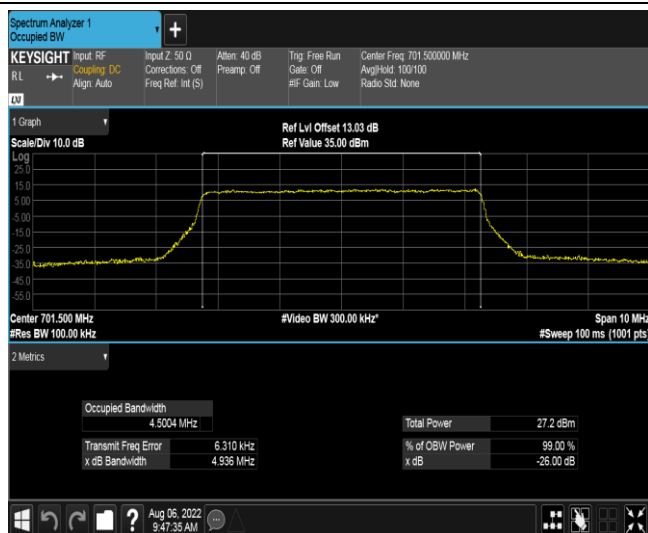 Spectrum Analyzer 1
Occupied BW
KEYSIGHT
R L
LXI
Input: RF
Coupling: DC
Align: Auto
Input Z: 50 Ω
Corrections: Off
Freq Ref: Int (S)
Atten: 40 dB
Preamp: Off
Trig: Free Run
Gate: Off
#IF Gain: Low
Center Freq: 701.500000 MHz
Avg|Hold: 100/100
Radio Std: None
1 Graph
Scale/Div 10.0 dB
Ref Lvl Offset 13.03 dB
Ref Value 35.00 dBm
Log
25.0
15.0
5.00
-5.00
-15.0
-25.0
-35.0
-45.0
-55.0
Center 701.500 MHz
#Res BW 100.00 kHz
#Video BW 300.00 kHz*
Span 10 MHz
#Sweep 100 ms (1001 pts)
2 Metrics
Occupied Bandwidth
4.5004 MHz
Transmit Freq Error 6.310 kHz
x dB Bandwidth 4.936 MHz
Total Power 27.2 dBm
% of OBW Power 99.00 %
x dB -26.00 dB
?
Aug 06, 2022
9:47:35 AM